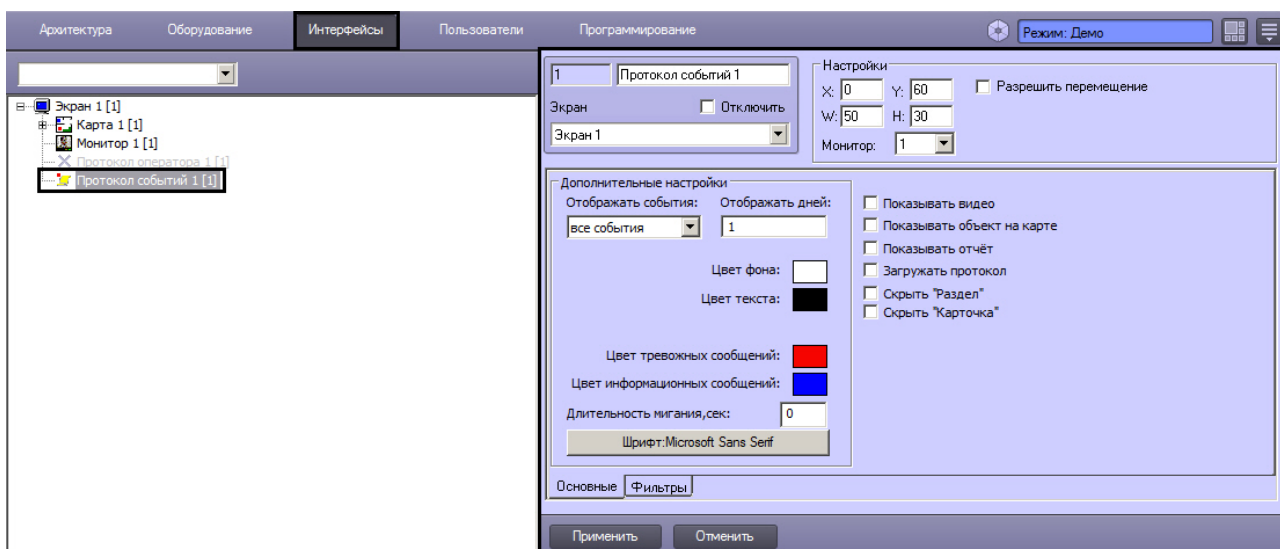 Архитектура Оборудование Интерфейсы Пользователи Программирование Режим: Демо
Экран 1 [1]
Карта 1 [1]
Монитор 1 [1]
Протокол оператора 1 [1]
Протокол событий 1 [1]
1 Протокол событий 1
Экран Отключить
Экран 1
Настройки
X: 0 Y: 60 Разрешить перемещение
W: 50 H: 30
Монитор: 1
Дополнительные настройки
Отображать события: Отображать дней:
все события 1
Цвет фона:
Цвет текста:
Цвет тревожных сообщений:
Цвет информационных сообщений:
Длительность мигания,сек: 0
Шрифт:Microsoft Sans Serif
Показывать видео
Показывать объект на карте
Показывать отчёт
Загружать протокол
Скрыть "Раздел"
Скрыть "Карточка"
Основные Фильтры
Применить Отменить